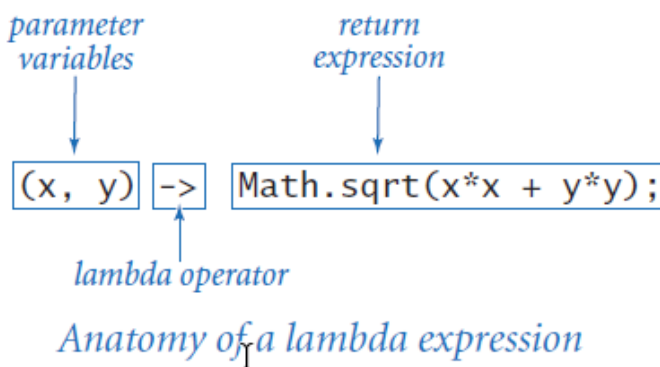 parameter
variables
return
expression
(x, y) -> Math.sqrt(x*x + y*y);
lambda operator
Anatomy of a lambda expression